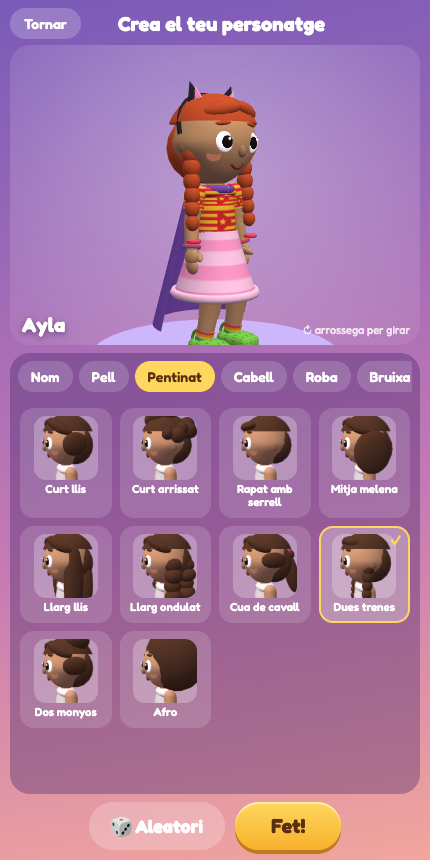 Tornar
Crea el teu personatge
Ayla
↻ arrossega per girar
Nom
Pell
Pentinat
Cabell
Roba
Bruixa
Curt llis
Curt arrissat
Rapat amb
serrell
Mitja melena
Llarg llis
Llarg ondulat
Cua de cavall
Dues trenes
Dos monyos
Afro
Aleatori
Fet!